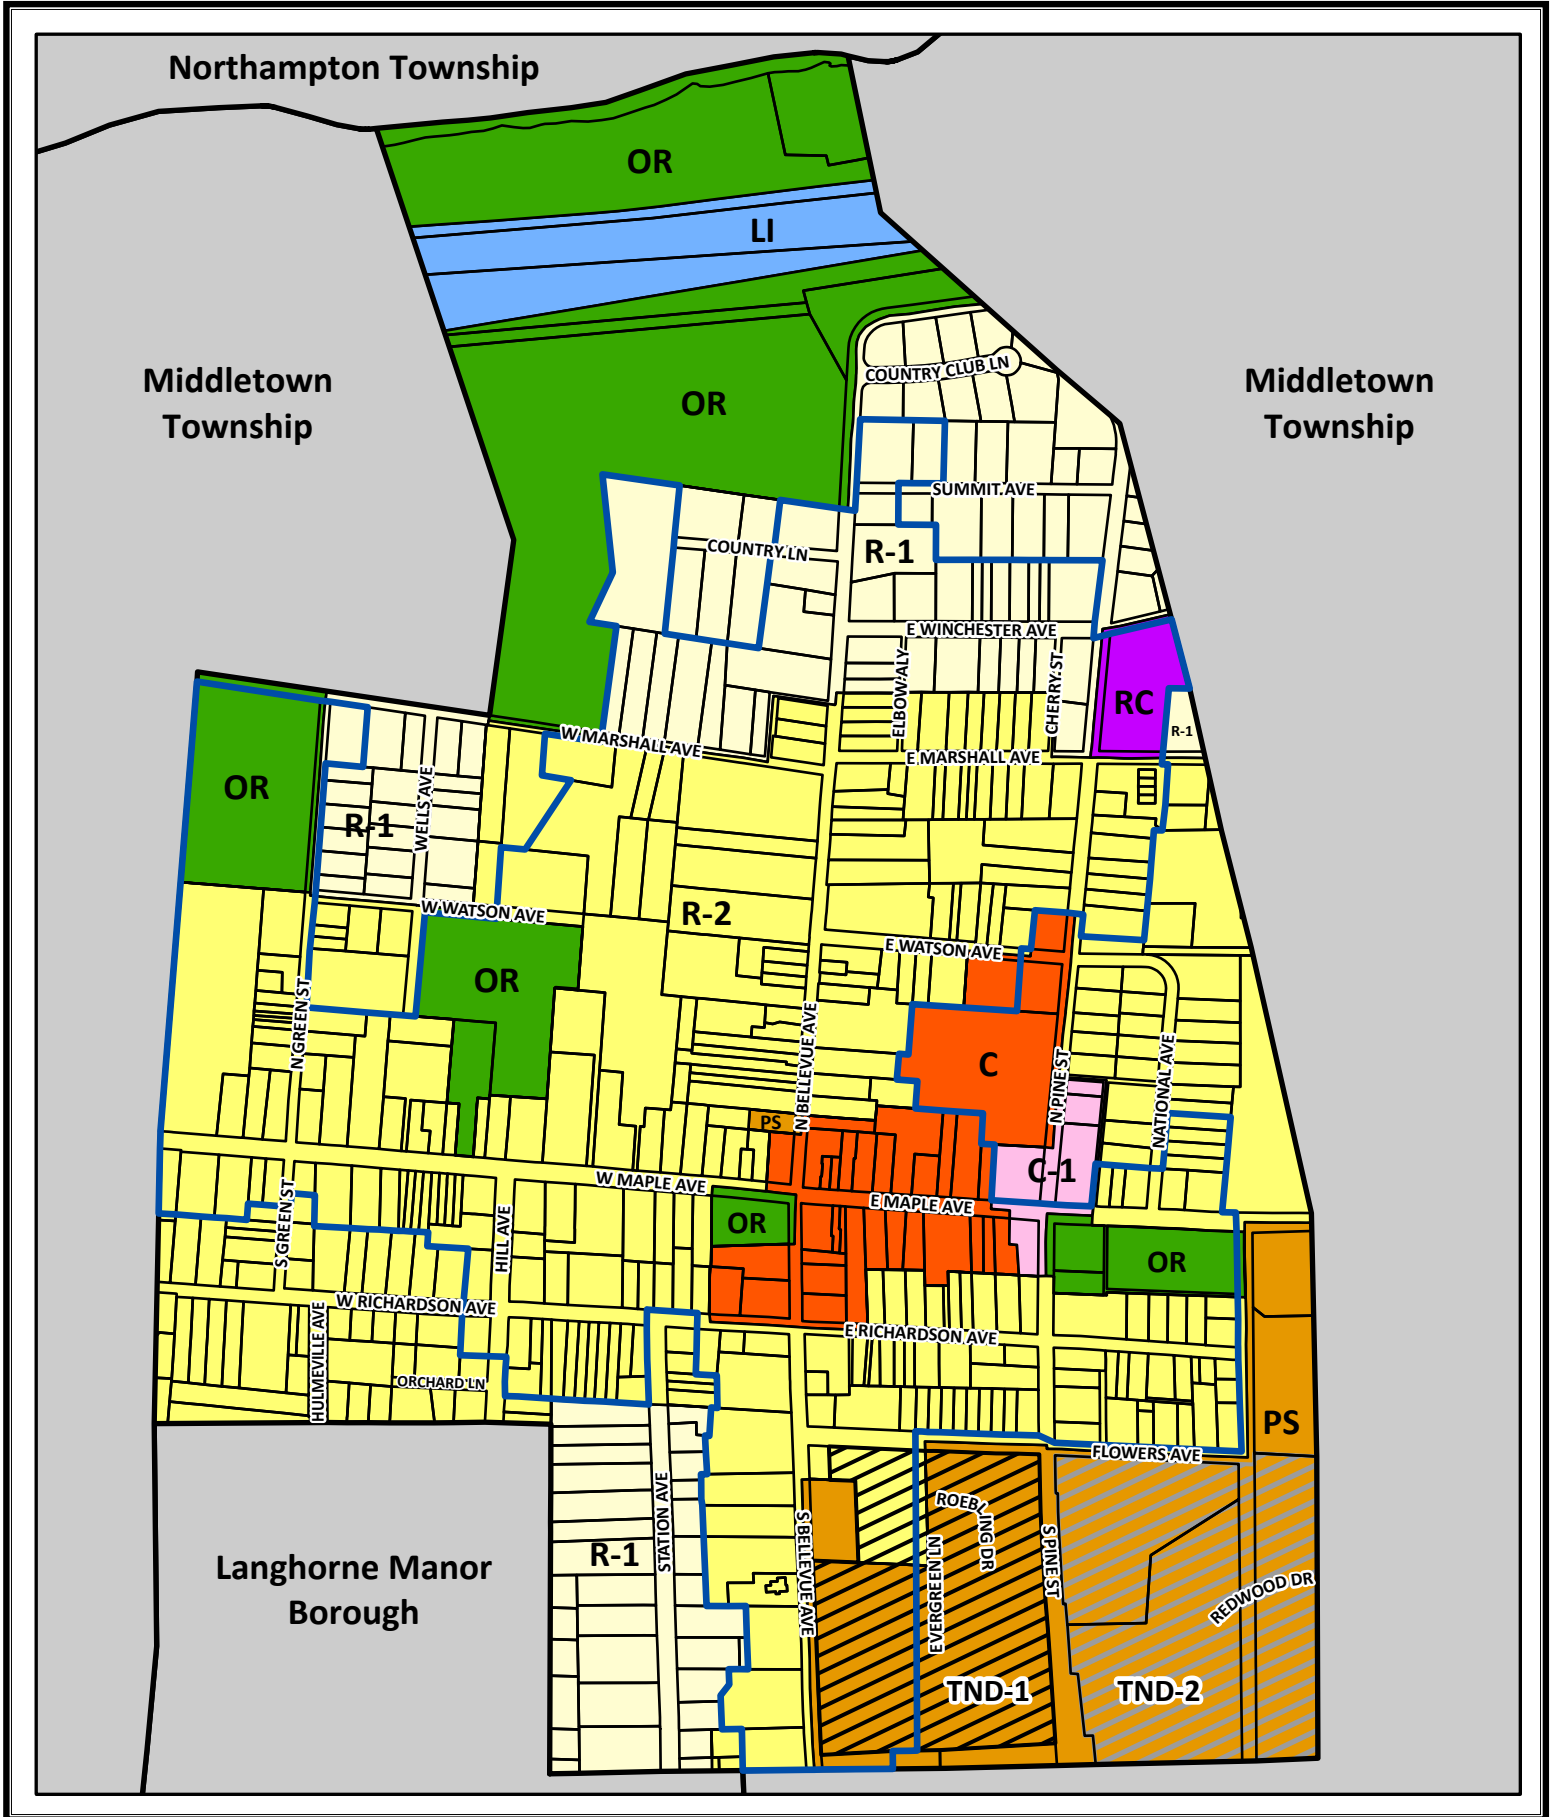 Northampton Township
OR
LI
Middletown
Township
OR
COUNTRY CLUB LN
Middletown
Township
SUMMIT AVE
COUNTRY LN
R-1
E WINCHESTER AVE
ELBOW ALY
CHERRY ST
RC
R-1
W MARSHALL AVE
E MARSHALL AVE
OR
WELLS AVE
R-1
W WATSON AVE
R-2
E WATSON AVE
OR
N GREEN ST
N BELLEVUE AVE
C
N PINE ST
NATIONAL AVE
PS
C-1
W MAPLE AVE
E MAPLE AVE
S GREEN ST
HILL AVE
OR
OR
W RICHARDSON AVE
E RICHARDSON AVE
HULMEVILLE AVE
ORCHARD LN
PS
FLOWERS AVE
STATION AVE
S BELLEVUE AVE
ROEBLING DR
EVERGREEN LN
S PINE ST
R-1
Langhorne Manor
Borough
REDWOOD DR
TND-1
TND-2